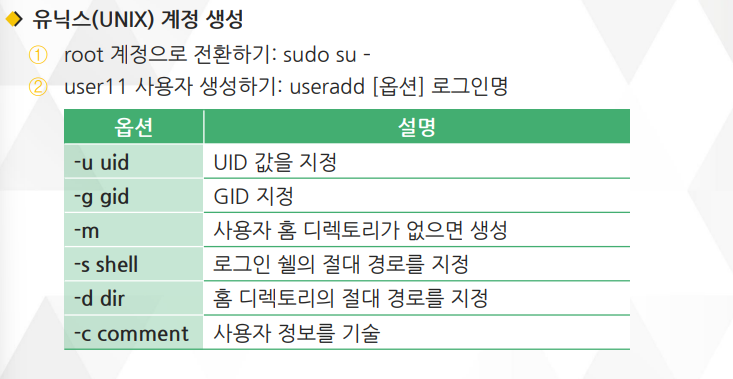 유닉스(UNIX) 계정 생성
① root 계정으로 전환하기: sudo su -
② user11 사용자 생성하기: useradd [옵션] 로그인명
옵션 설명
-u uid UID 값을 지정
-g gid GID 지정
-m 사용자 홈 디렉토리가 없으면 생성
-s shell 로그인 쉘의 절대 경로를 지정
-d dir 홈 디렉토리의 절대 경로를 지정
-c comment 사용자 정보를 기술